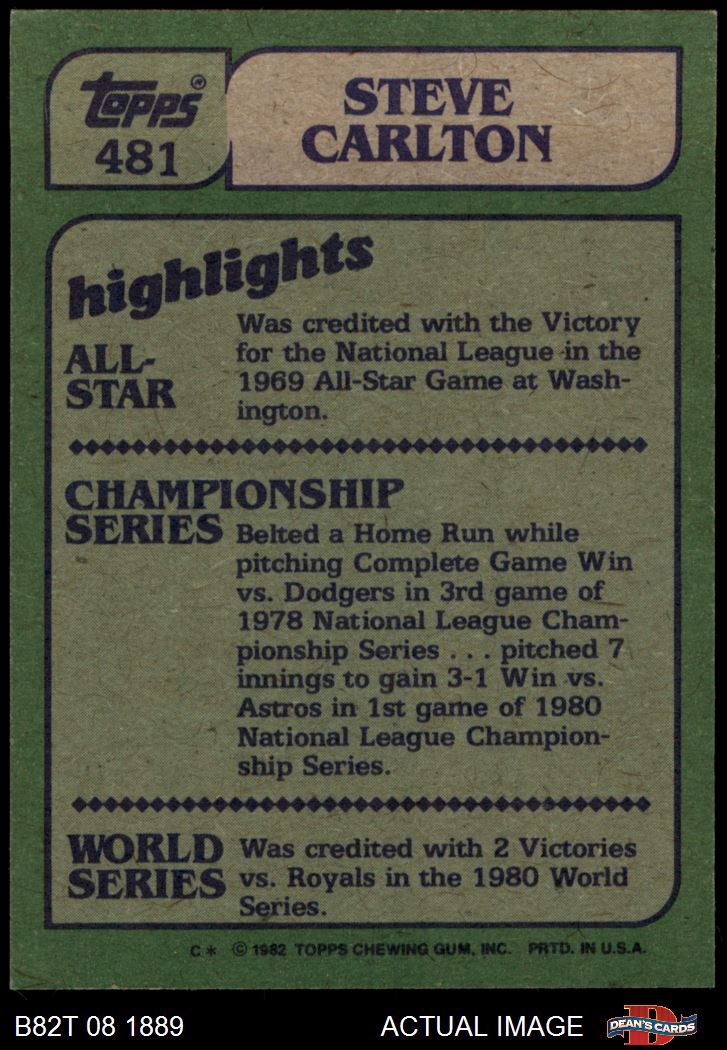 topps®
481
STEVE
CARLTON
highlights
ALL-
STAR
Was credited with the Victory
for the National League in the
1969 All-Star Game at Wash-
ington.
CHAMPIONSHIP
SERIES
Belted a Home Run while
pitching Complete Game Win
vs. Dodgers in 3rd game of
1978 National League Cham-
pionship Series . . . pitched 7
innings to gain 3-1 Win vs.
Astros in 1st game of 1980
National League Champion-
ship Series.
WORLD
SERIES
Was credited with 2 Victories
vs. Royals in the 1980 World
Series.
C* © 1982 TOPPS CHEWING GUM, INC. PRTD. IN U.S.A.
B82T 08 1889
ACTUAL IMAGE
D
DEAN'S CARDS